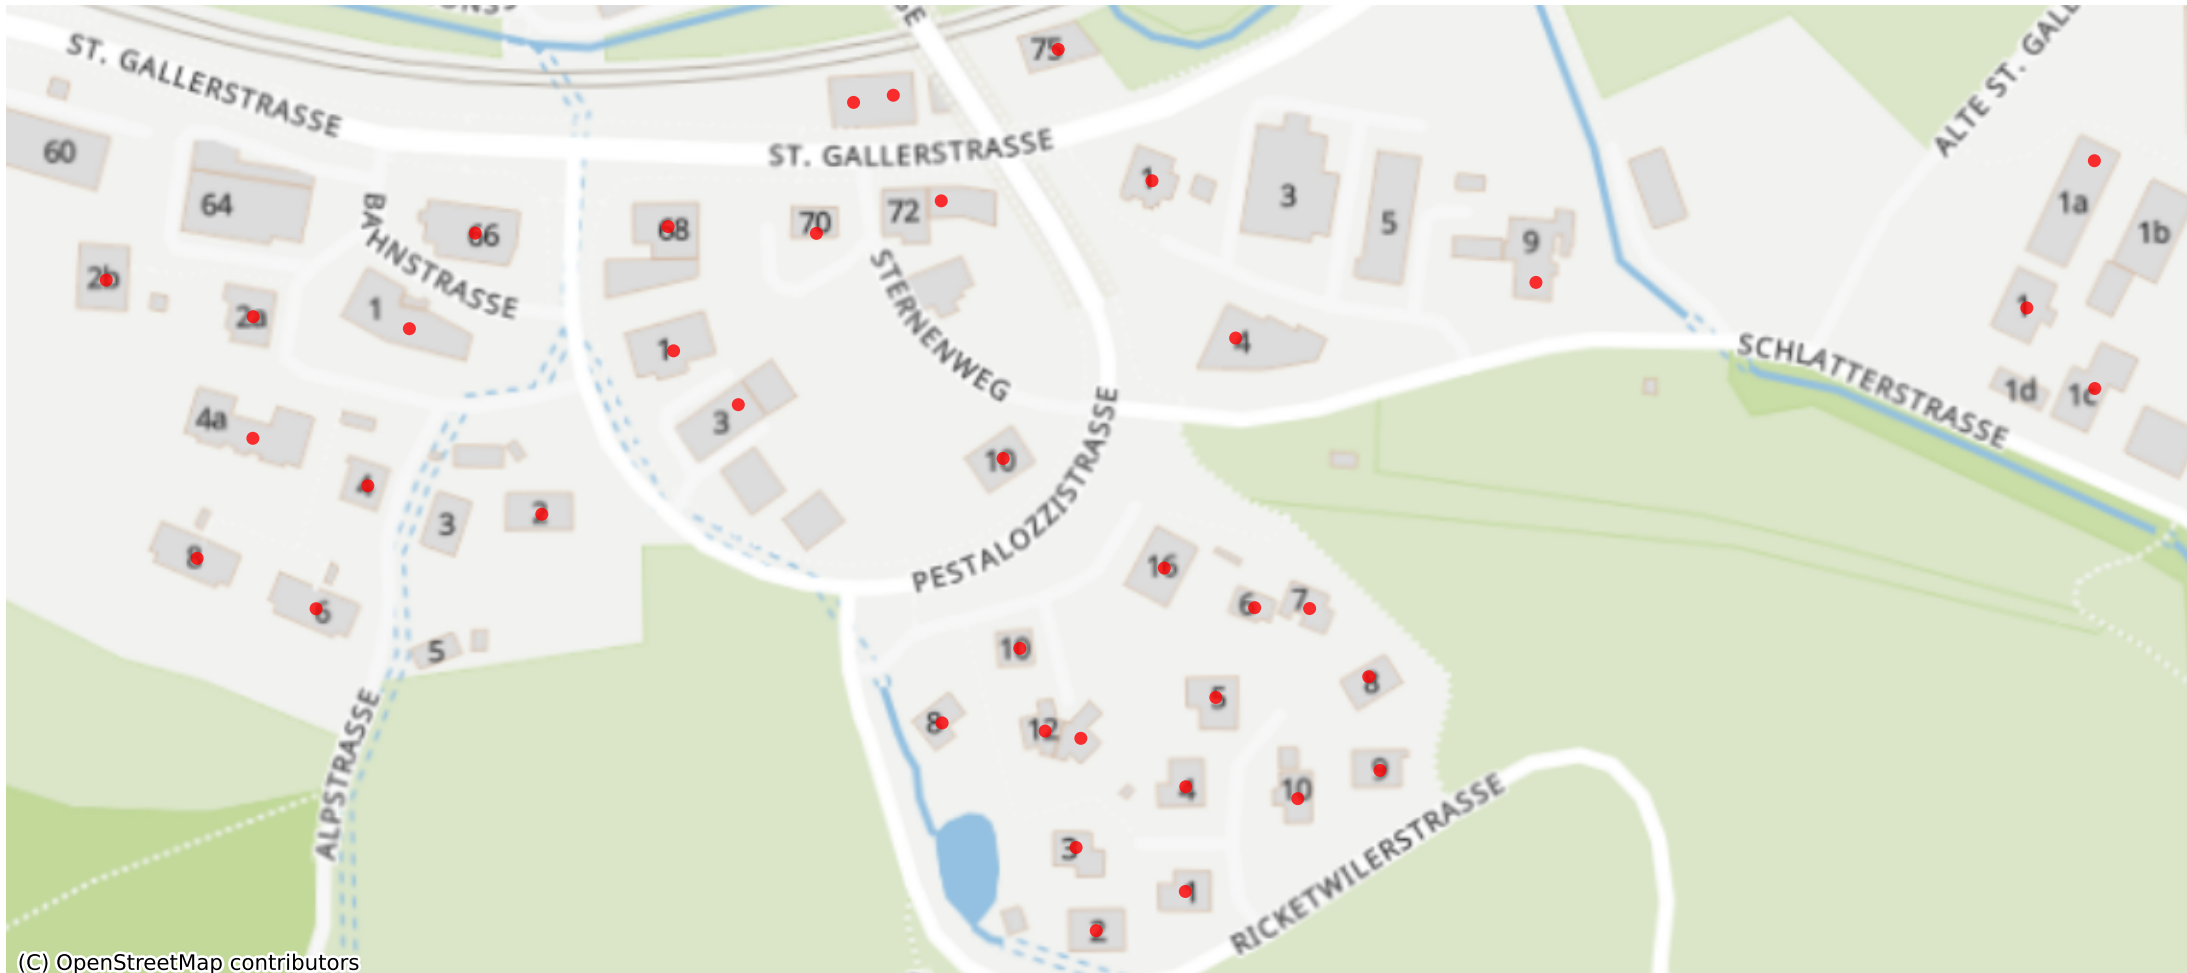 ST. GALLERSTRASSE
75
ALTE ST. GALL
60
64
BAHNSTRASSE
66
68
70
72
ST. GALLERSTRASSE
1
3
5
9
1a
1b
2b
2a
1
1
3
STERNENWEG
4
SCHLATTERSTRASSE
1
1d
1c
4a
4
3
2
10
PESTALOZZISTRASSE
8
6
5
16
6
7
10
8
12
5
8
4
10
9
3
1
2
ALPSTRASSE
RICKETWILERSTRASSE
(C) OpenStreetMap contributors